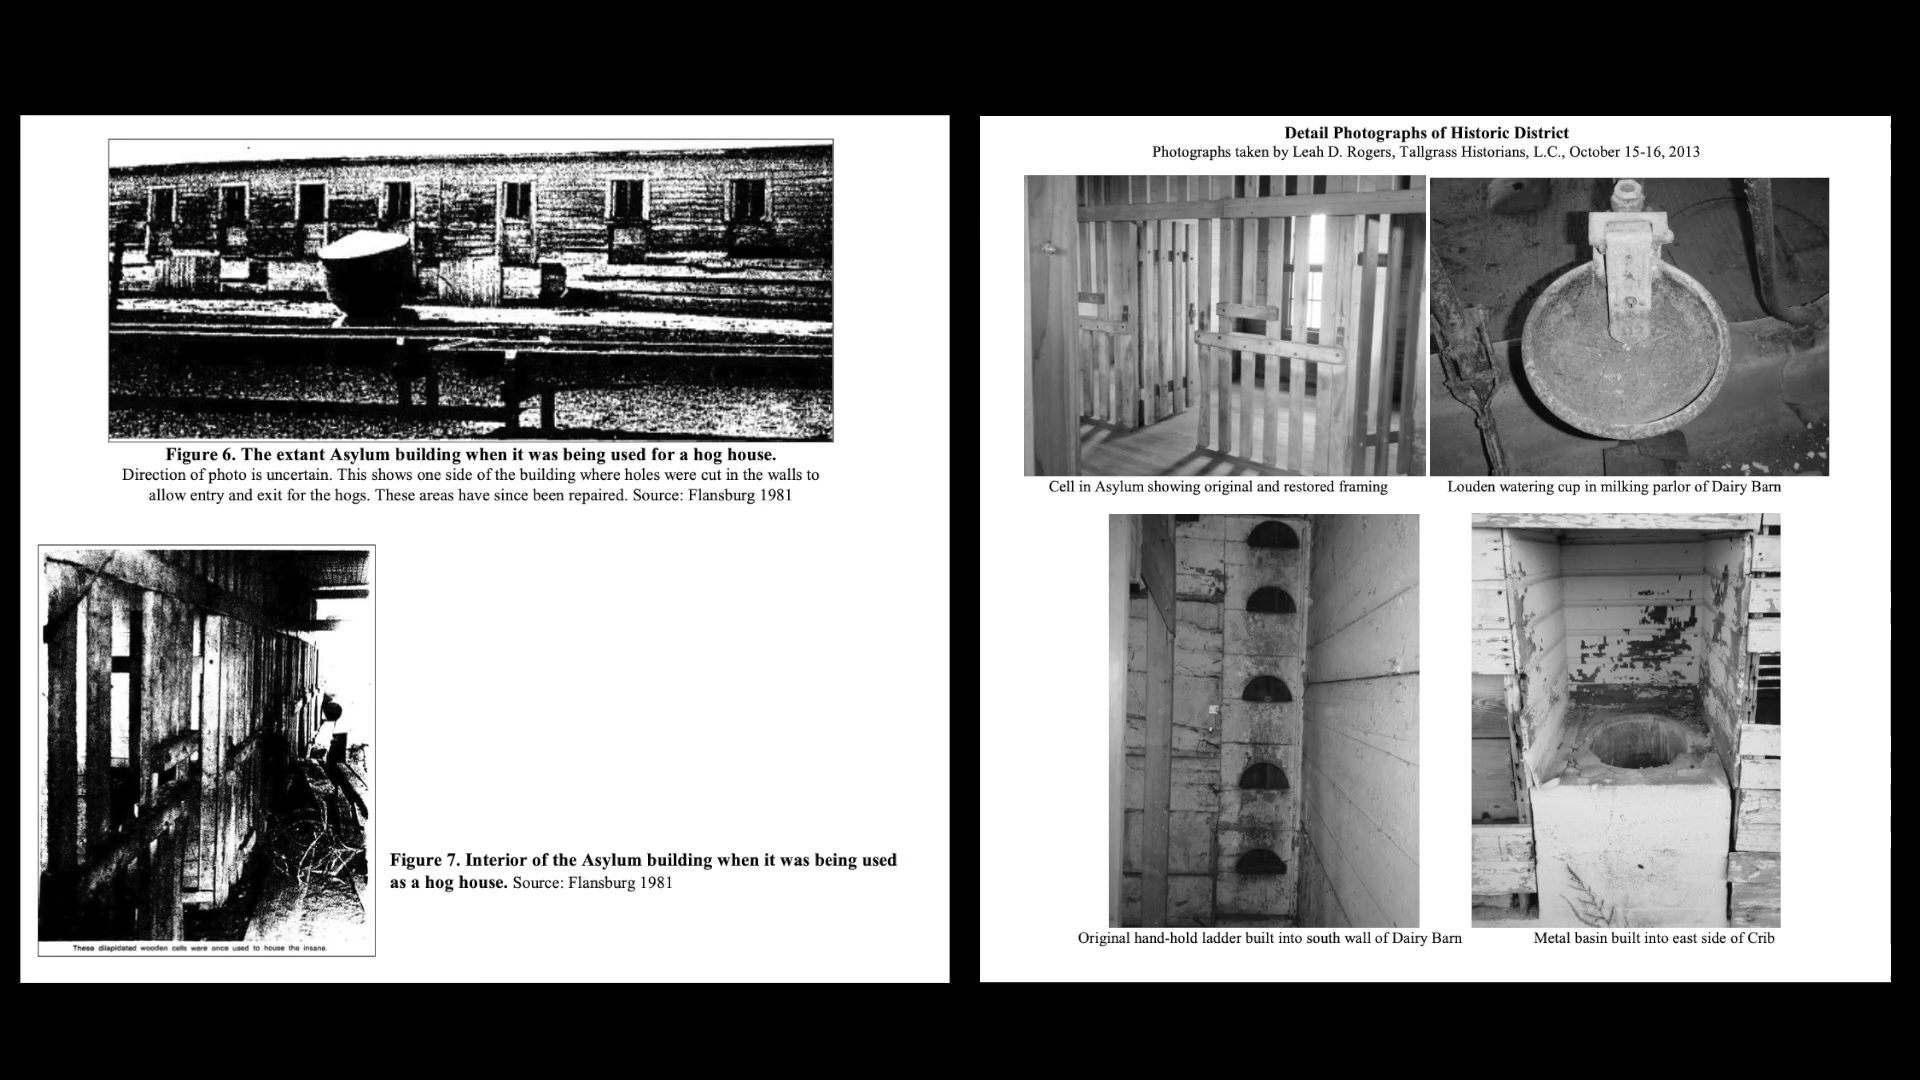 Figure 6. The extant Asylum building when it was being used for a hog house.
Direction of photo is uncertain. This shows one side of the building where holes were cut in the walls to
allow entry and exit for the hogs. These areas have since been repaired. Source: Flansburg 1981
These dilapidated wooden cells were once used to house the insane.
Figure 7. Interior of the Asylum building when it was being used
as a hog house. Source: Flansburg 1981
Detail Photographs of Historic District
Photographs taken by Leah D. Rogers, Tallgrass Historians, L.C., October 15-16, 2013
Cell in Asylum showing original and restored framing
Louden watering cup in milking parlor of Dairy Barn
Original hand-hold ladder built into south wall of Dairy Barn
Metal basin built into east side of Crib